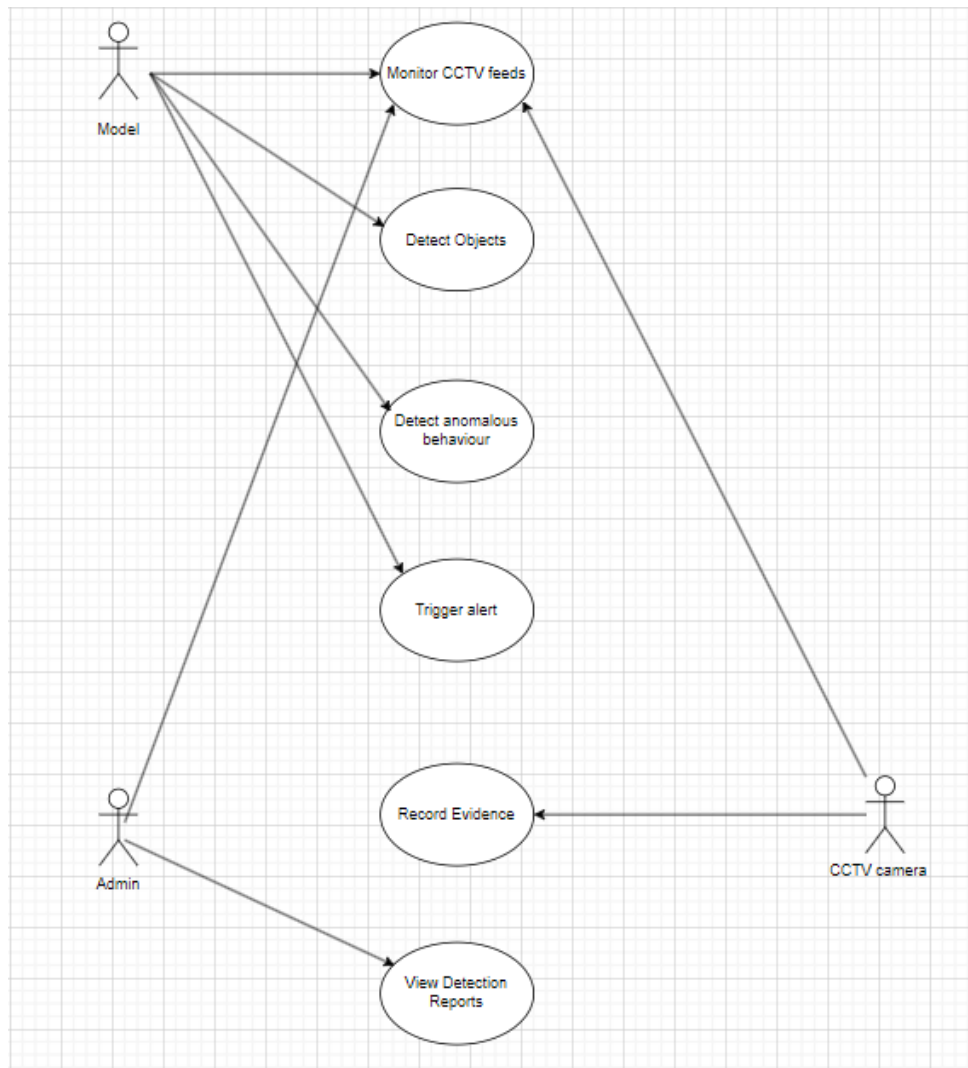 Monitor CCTV feeds
Model
Detect Objects
Detect anomalous
behaviour
Trigger alert
Record Evidence
CCTV camera
Admin
View Detection
Reports